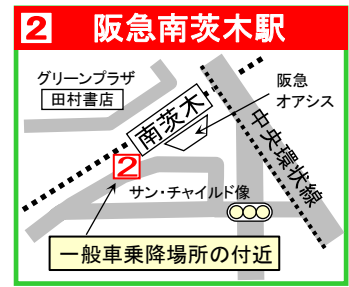 2 阪急南茨木駅
グリーンプラザ
田村書店
阪急
オアシス
南茨木
中央環状線
2
サン・チャイルド像
一般車乗降場所の付近